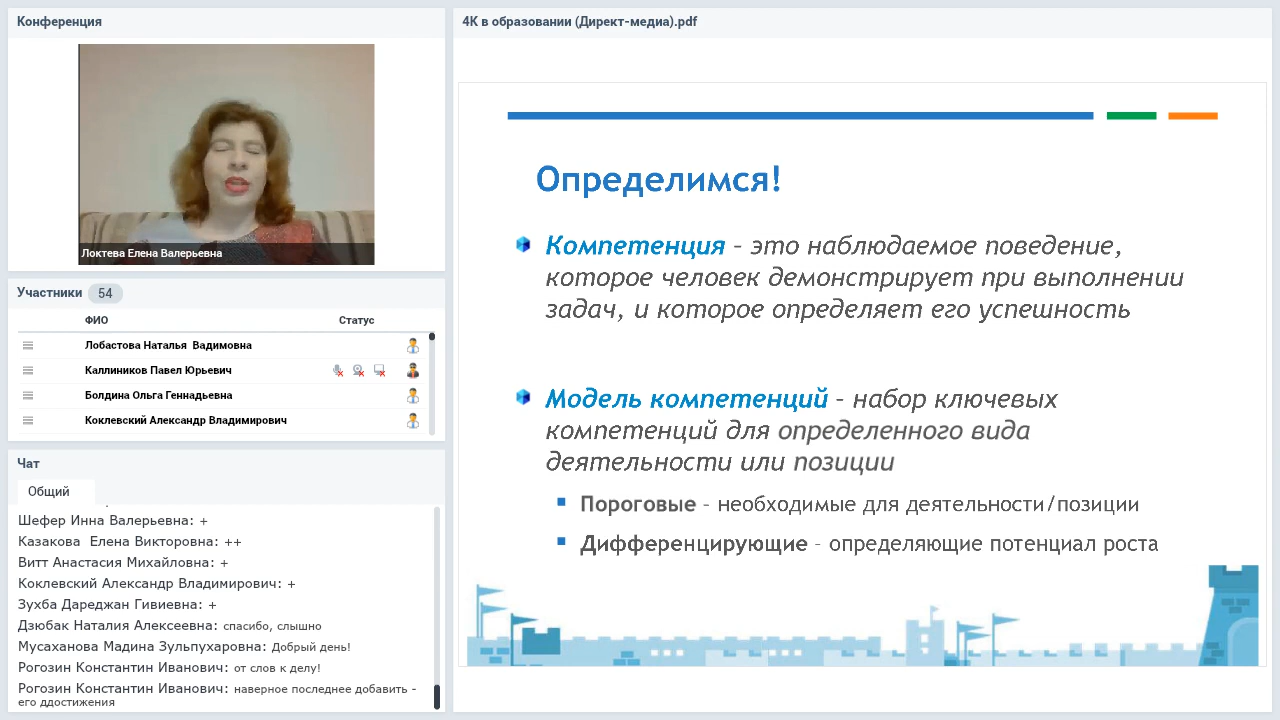 Конференция
Локтева Елена Валерьевна
Участники 54
ФИО Статус
Лобастова Наталья Вадимовна
Каллиников Павел Юрьевич
Болдина Ольга Геннадьевна
Коклевский Александр Владимирович
Чат
Общий
Шефер Инна Валерьевна: +
Казакова Елена Викторовна: ++
Витт Анастасия Михайловна: +
Коклевский Александр Владимирович: +
Зухба Дареджан Гивиевна: +
Дзюбак Наталия Алексеевна: спасибо, слышно
Мусаханова Мадина Зульпухаровна: Добрый день!
Рогозин Константин Иванович: от слов к делу!
Рогозин Константин Иванович: наверное последнее добавить -
его ддостижения
4К в образовании (Директ-медиа).pdf
Определимся!
Компетенция – это наблюдаемое поведение,
которое человек демонстрирует при выполнении
задач, и которое определяет его успешность
Модель компетенций – набор ключевых
компетенций для определенного вида
деятельности или позиции
Пороговые – необходимые для деятельности/позиции
Дифференцирующие – определяющие потенциал роста